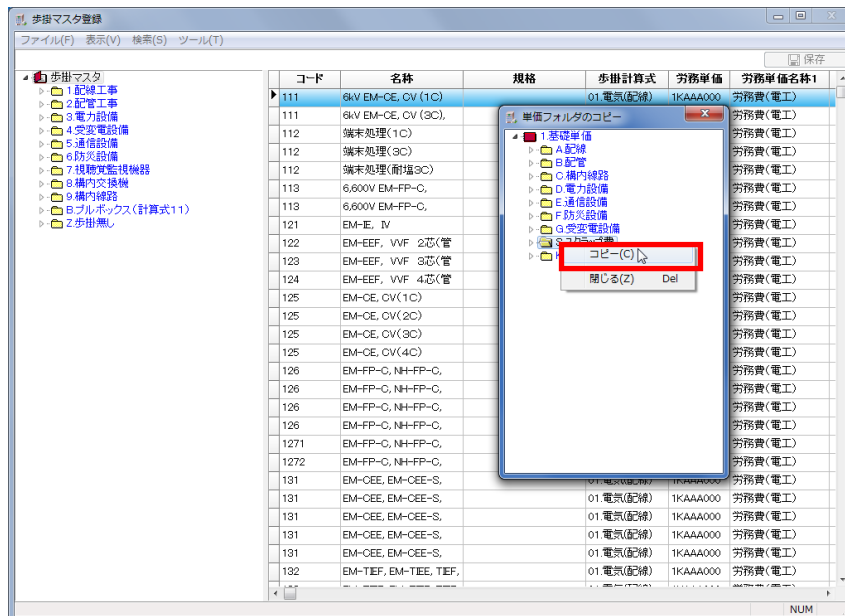 歩掛マスタ登録
ファイル(F) 表示(V) 検索(S) ツール(T)
保存
歩掛マスタ
1.配線工事
2.配管工事
3.電力設備
4.受変電設備
5.通信設備
6.防災設備
7.視聴覚監視機器
8.構内交換機
9.構内線路
B.プルボックス(計算式11)
Z.歩掛無し
コード 名称 規格 歩掛計算式 労務単価 労務単価名称1
111 6kV EM-CE, CV (1C) 01.電気(配線) 1KAAA000 労務費(電工)
111 6kV EM-CE, CV (3C), 労務費(電工)
112 端末処理(1C) 労務費(電工)
112 端末処理(3C) 労務費(電工)
112 端末処理(耐塩3C) 労務費(電工)
113 6,600V EM-FP-C, 労務費(電工)
113 6,600V EM-FP-C, 労務費(電工)
121 EM-IE, IV 労務費(電工)
122 EM-EEF, VVF 2芯(管 労務費(電工)
123 EM-EEF, VVF 3芯(管 労務費(電工)
124 EM-EEF, VVF 4芯(管 労務費(電工)
125 EM-CE, CV(1C) 労務費(電工)
125 EM-CE, CV(2C) 労務費(電工)
125 EM-CE, CV(3C) 労務費(電工)
125 EM-CE, CV(4C) 労務費(電工)
126 EM-FP-C, NH-FP-C, 労務費(電工)
126 EM-FP-C, NH-FP-C, 労務費(電工)
126 EM-FP-C, NH-FP-C, 労務費(電工)
126 EM-FP-C, NH-FP-C, 労務費(電工)
1271 EM-FP-C, NH-FP-C, 労務費(電工)
1272 EM-FP-C, NH-FP-C, 労務費(電工)
131 EM-CEE, EM-CEE-S, 01.電気(配線) 1KAAA000 労務費(電工)
131 EM-CEE, EM-CEE-S, 01.電気(配線) 1KAAA000 労務費(電工)
131 EM-CEE, EM-CEE-S, 01.電気(配線) 1KAAA000 労務費(電工)
131 EM-CEE, EM-CEE-S, 01.電気(配線) 1KAAA000 労務費(電工)
131 EM-CEE, EM-CEE-S, 01.電気(配線) 1KAAA000 労務費(電工)
132 EM-TIEF, EM-TIEE, TIEF, 01.電気(配線) 1KAAA000 労務費(電工)
単価フォルダのコピー
1.基礎単価
A.配線
B.配管
C.構内線路
D.電力設備
E.通信設備
F.防災設備
G.受変電設備
S.スクラップ費
コピー(C)
閉じる(Z) Del
NUM